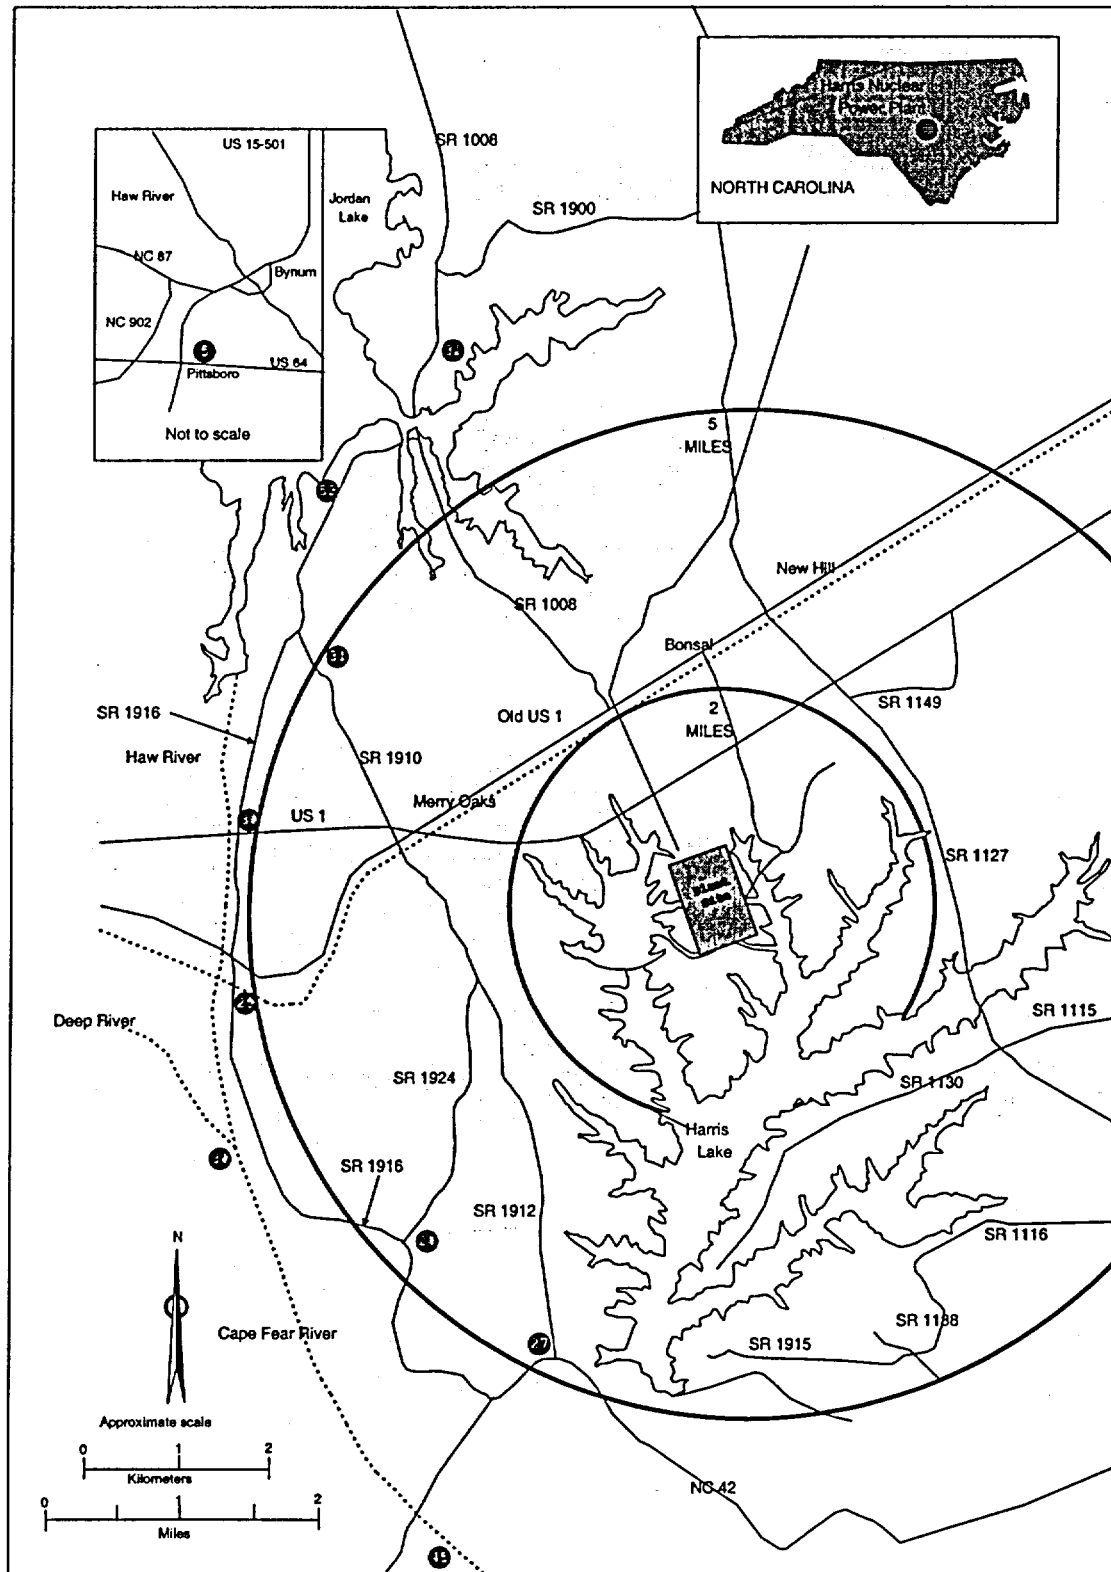 Harris Nuclear
Power Plant
NORTH CAROLINA
SR 1008
SR 1900
US 15-501
Haw River
NC 87
Bynum
NC 902
US 64
Pittsboro
Not to scale
Jordan
Lake
5
MILES
New Hill
SR 1008
Bonsal
SR 1149
SR 1916
Old US 1
2
MILES
Haw River
SR 1910
Merry Oaks
US 1
SR 1127
Deep River
SR 1115
SR 1924
SR 1130
Harris
Lake
SR 1916
SR 1912
SR 1116
N
27
Cape Fear River
SR 1188
SR 1915
Approximate scale
0 1 2
Kilometers
0 1 2
Miles
NC 42